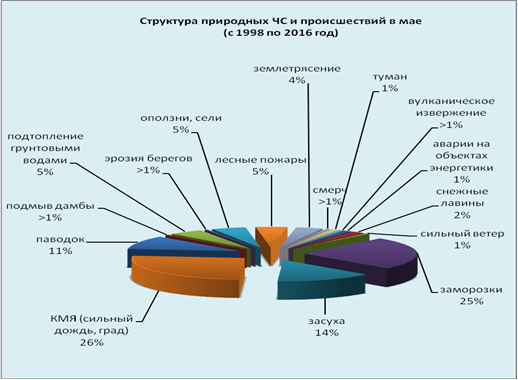 Структура природных ЧС и происшествий в мае
(с 1998 по 2016 год)
землетрясение
4%
туман
1%
вулканическое
извержение
>1%
оползни, сели
5%
подтопление
грунтовыми
водами
5%
эрозия берегов
>1%
лесные пожары
5%
смерч
>1%
аварии на
объектах
энергетики
1%
снежные
лавины
2%
подмыв дамбы
>1%
паводок
11%
сильный ветер
1%
заморозки
25%
КМЯ (сильный
дождь, град)
26%
засуха
14%